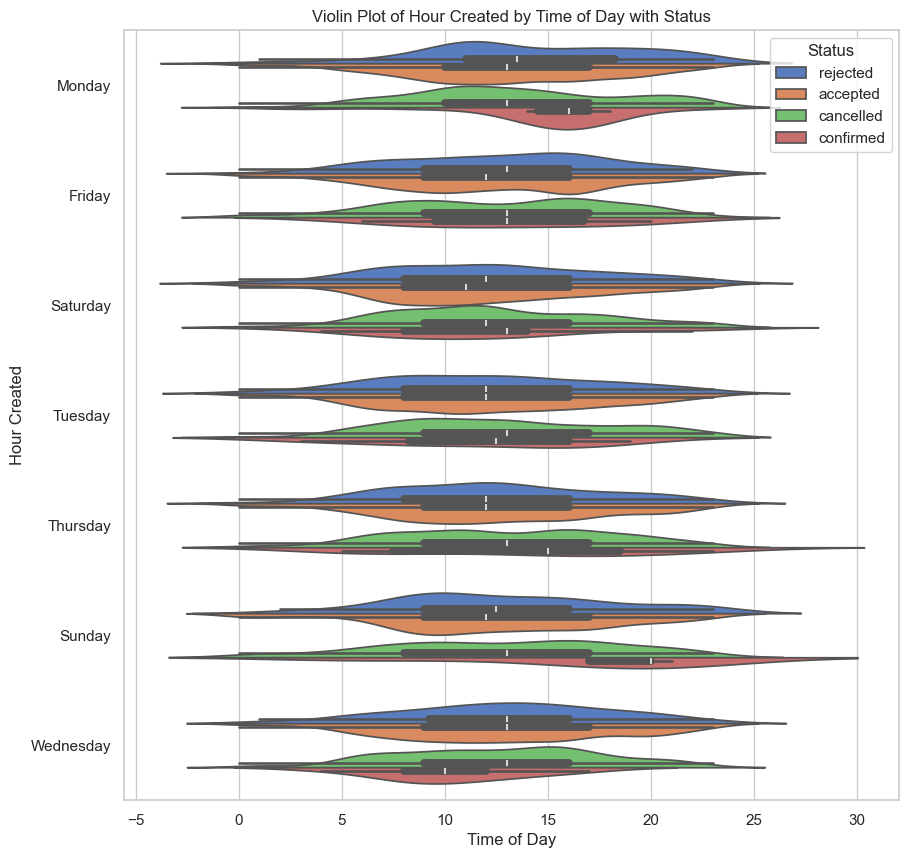 Violin Plot of Hour Created by Time of Day with Status
Status
rejected
accepted
cancelled
confirmed
Hour Created
Monday
Friday
Saturday
Tuesday
Thursday
Sunday
Wednesday
−5 0 5 10 15 20 25 30
Time of Day